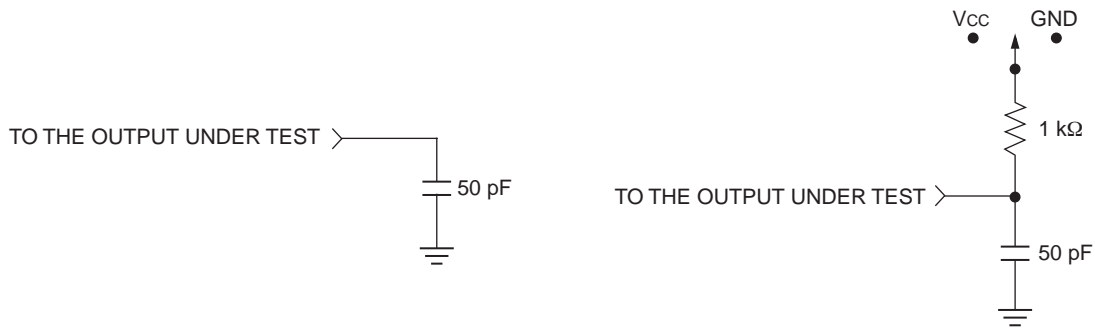 VCC GND
1 kΩ
TO THE OUTPUT UNDER TEST
50 pF
TO THE OUTPUT UNDER TEST
50 pF